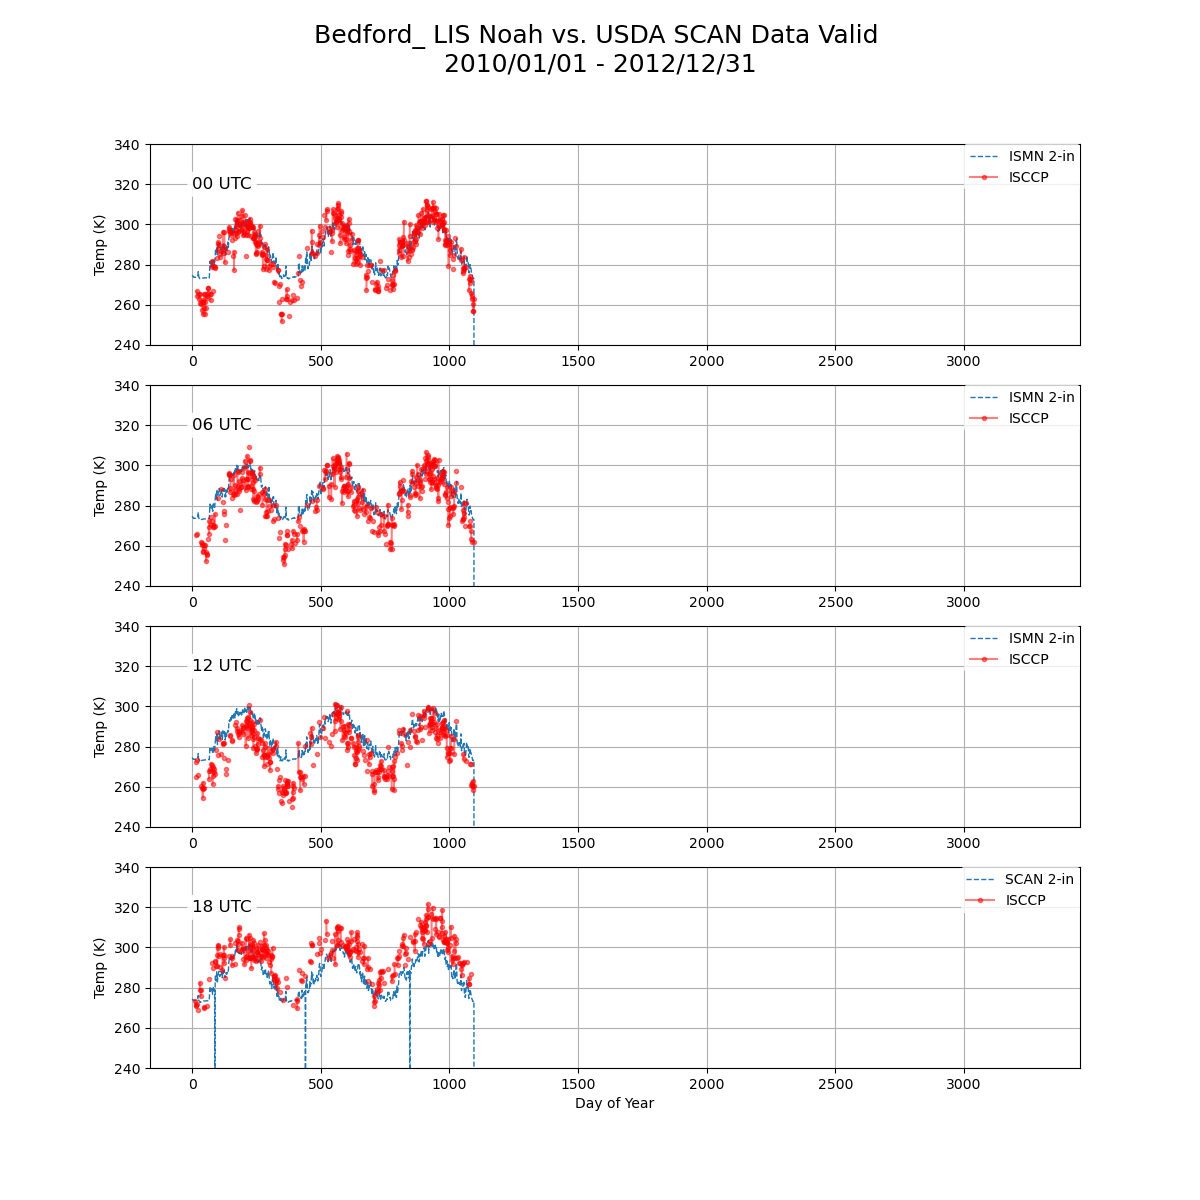 Bedford_ LIS Noah vs. USDA SCAN Data Valid
2010/01/01 - 2012/12/31
340
320
300
280
260
240
Temp (K)
00 UTC
ISMN 2-in
ISCCP
0 500 1000 1500 2000 2500 3000
340
320
300
280
260
240
Temp (K)
06 UTC
ISMN 2-in
ISCCP
0 500 1000 1500 2000 2500 3000
340
320
300
280
260
240
Temp (K)
12 UTC
ISMN 2-in
ISCCP
0 500 1000 1500 2000 2500 3000
340
320
300
280
260
240
Temp (K)
18 UTC
SCAN 2-in
ISCCP
0 500 1000 1500 2000 2500 3000
Day of Year